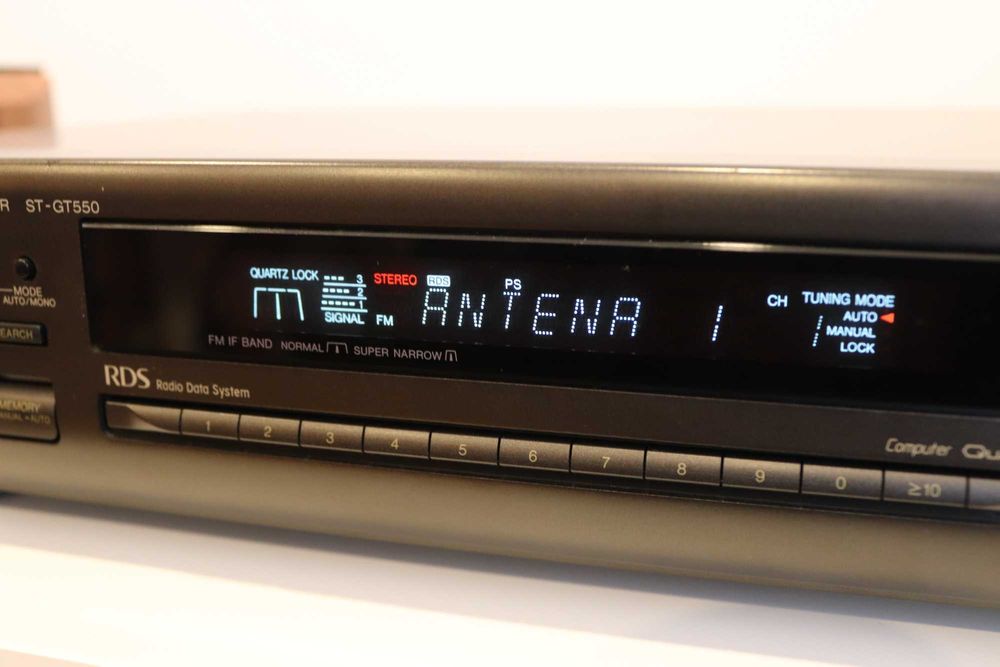 R ST-GT550
MODE
AUTO/MONO
SEARCH
MEMORY
MANUAL AUTO
QUARTZ LOCK
3
2
1
SIGNAL
STEREO
RDS
PS
FM
ANTENA 1
CH
1
TUNING MODE
AUTO
MANUAL
LOCK
FM IF BAND NORMAL SUPER NARROW
RDS Radio Data System
1 2 3 4 5 6 7 8 9 0 ≥10
Computer Qu